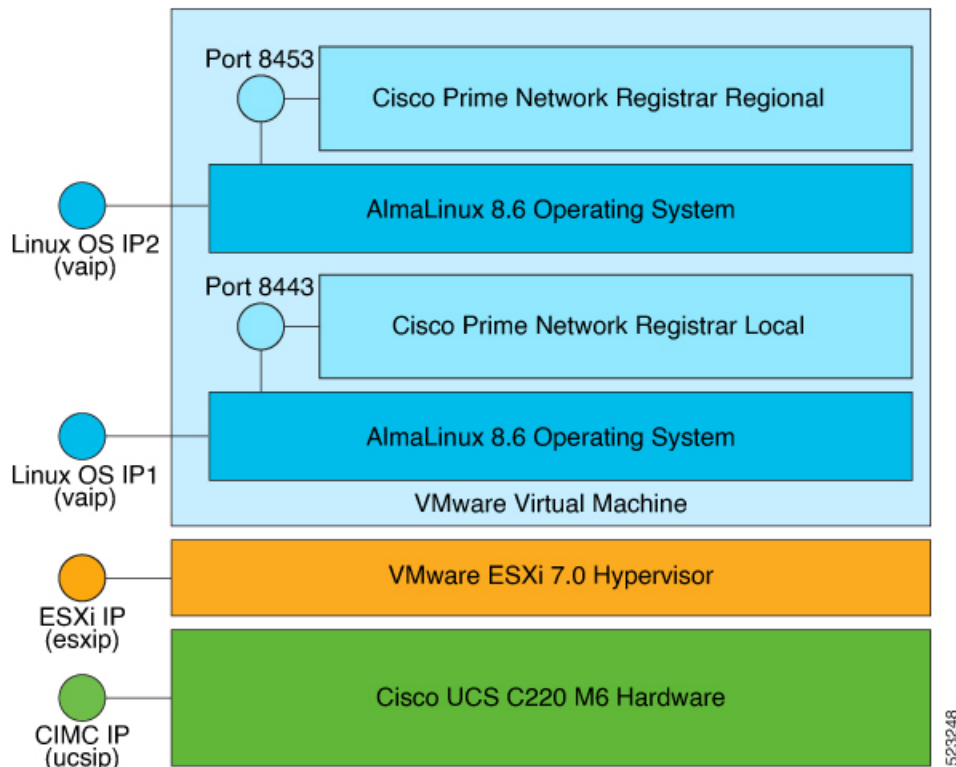 Port 8453
Cisco Prime Network Registrar Regional
AlmaLinux 8.6 Operating System
Linux OS IP2
(vaip)
Port 8443
Cisco Prime Network Registrar Local
AlmaLinux 8.6 Operating System
Linux OS IP1
(vaip)
VMware Virtual Machine
VMware ESXi 7.0 Hypervisor
ESXi IP
(esxip)
Cisco UCS C220 M6 Hardware
CIMC IP
(ucsip)
523248